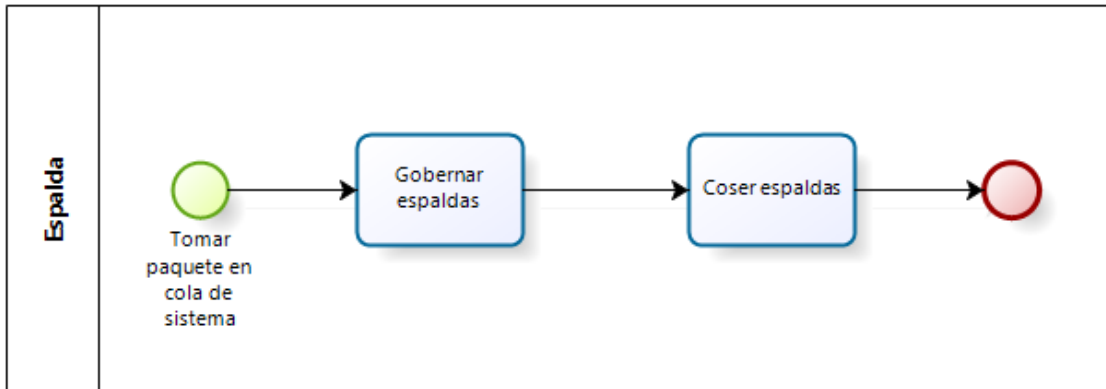 Espalda
Tomar
paquete en
cola de
sistema
Gobernar
espaldas
Coser espaldas